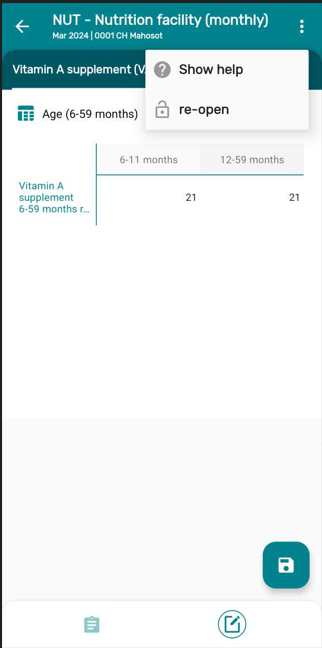 NUT - Nutrition facility (monthly)
Mar 2024 | 0001 CH Mahosot
Vitamin A supplement (V
Show help
re-open
Age (6-59 months)
6-11 months 12-59 months
Vitamin A
supplement
6-59 months r...
21 21